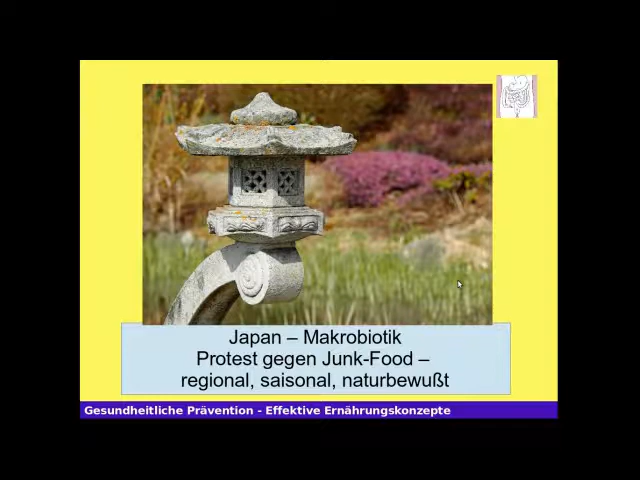 Japan – Makrobiotik
Protest gegen Junk-Food –
regional, saisonal, naturbewußt
Gesundheitliche Prävention - Effektive Ernährungskonzepte